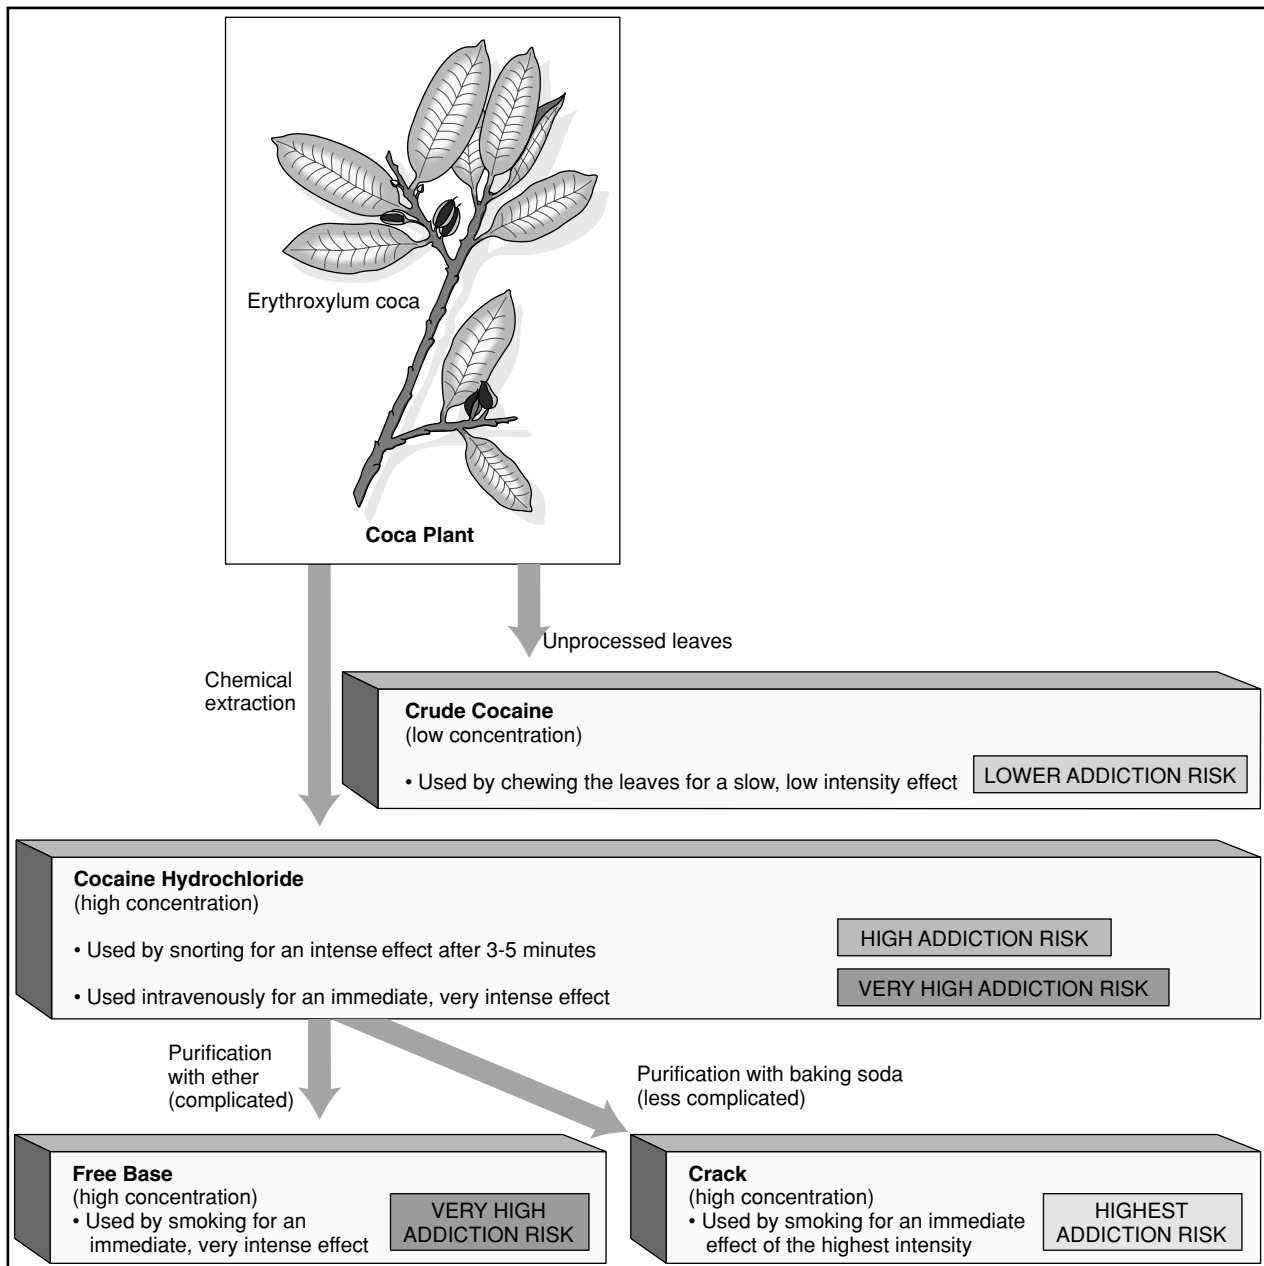 Erythroxylum coca
Coca Plant
Unprocessed leaves
Chemical
extraction
Crude Cocaine
(low concentration)
• Used by chewing the leaves for a slow, low intensity effect
LOWER ADDICTION RISK
Cocaine Hydrochloride
(high concentration)
• Used by snorting for an intense effect after 3-5 minutes
HIGH ADDICTION RISK
• Used intravenously for an immediate, very intense effect
VERY HIGH ADDICTION RISK
Purification
with ether
(complicated)
Purification with baking soda
(less complicated)
Free Base
(high concentration)
• Used by smoking for an
immediate, very intense effect
VERY HIGH
ADDICTION RISK
Crack
(high concentration)
• Used by smoking for an immediate
effect of the highest intensity
HIGHEST
ADDICTION RISK